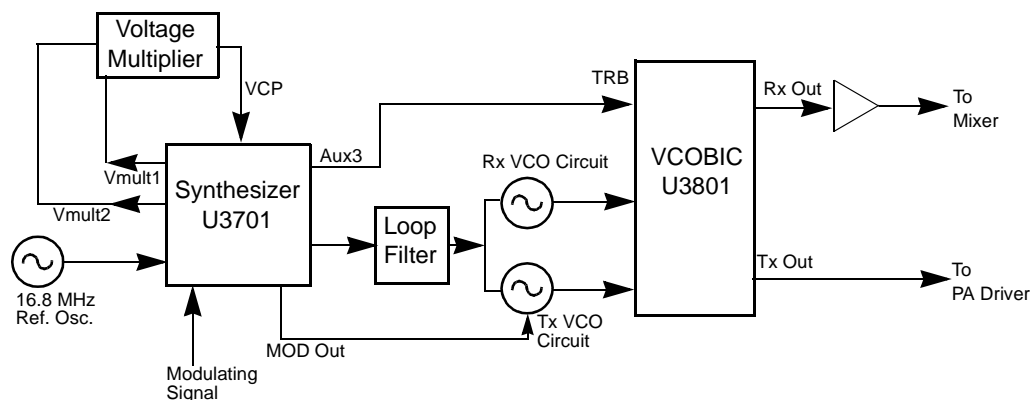 Voltage
Multiplier
VCP
Vmult1
Vmult2
Synthesizer
U3701
16.8 MHz
Ref. Osc.
Modulating
Signal
MOD Out
Aux3
Loop
Filter
TRB
Rx VCO Circuit
Tx VCO
Circuit
VCOBIC
U3801
Rx Out
To
Mixer
Tx Out
To
PA Driver